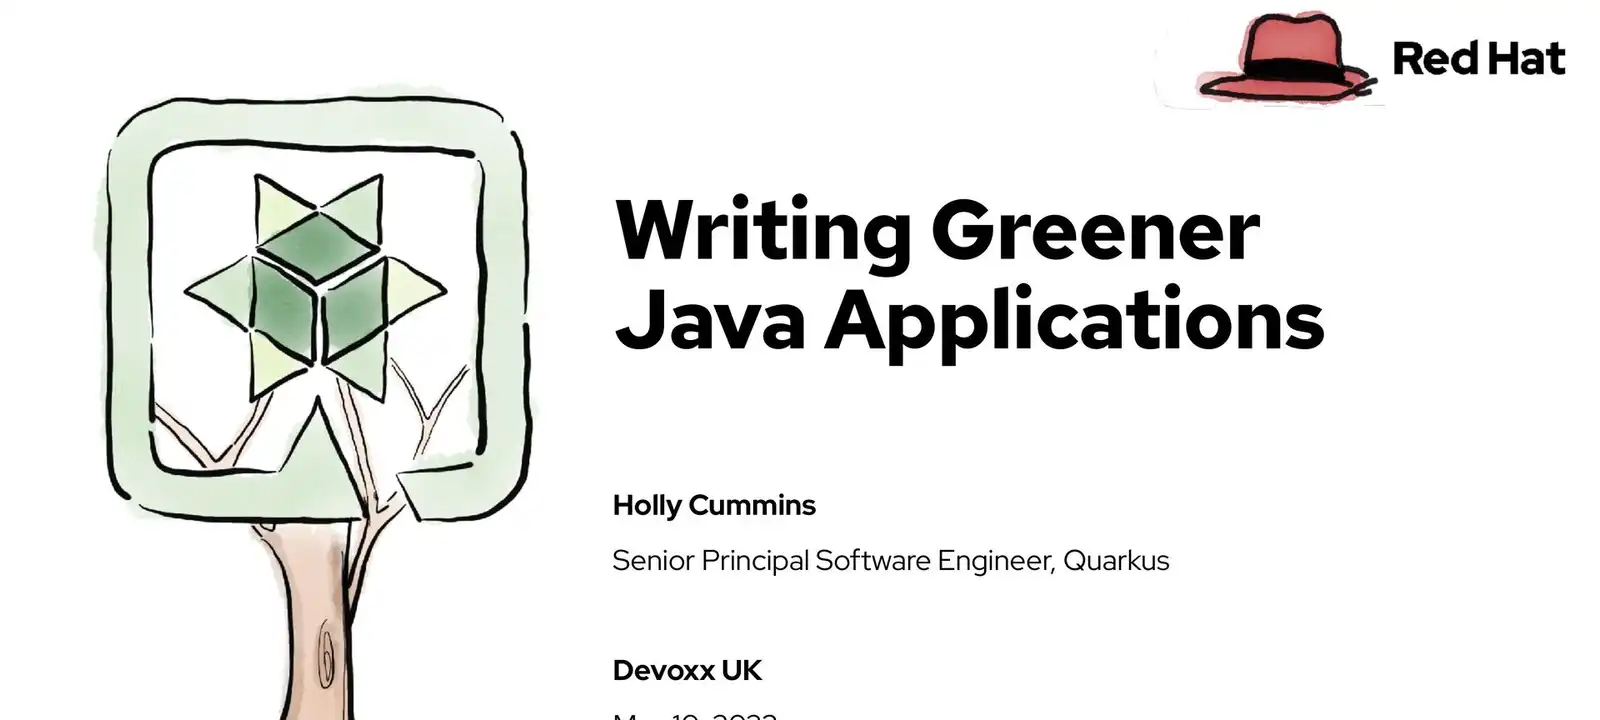 Red Hat
Writing Greener
Java Applications
Holly Cummins
Senior Principal Software Engineer, Quarkus
Devoxx UK